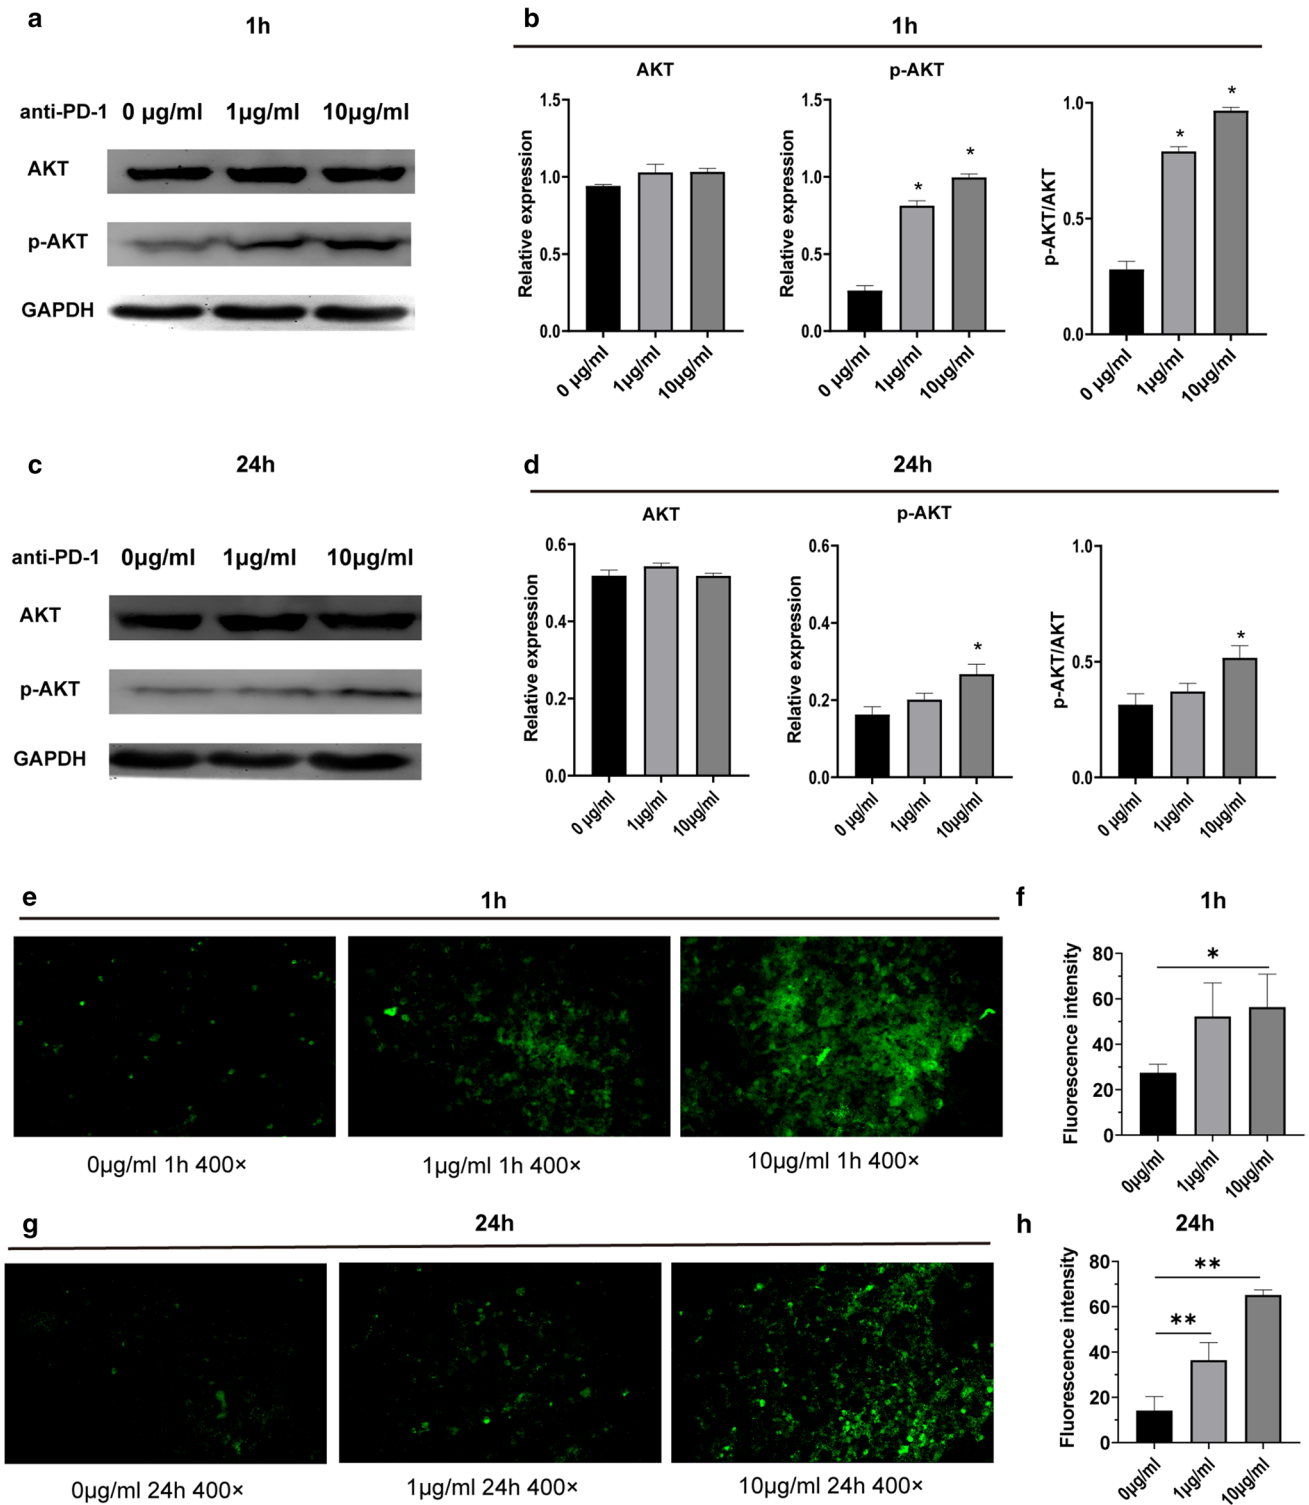 a
1h
anti-PD-1 0 µg/ml 1µg/ml 10µg/ml
AKT
p-AKT
GAPDH
b
1h
AKT
Relative expression
1.5
1.0
0.5
0.0
0 µg/ml
1µg/ml
10µg/ml
p-AKT
Relative expression
1.5
1.0
0.5
0.0
*
*
0 µg/ml
1µg/ml
10µg/ml
p-AKT/AKT
1.0
0.5
0.0
*
*
0 µg/ml
1µg/ml
10µg/ml
c
24h
anti-PD-1 0µg/ml 1µg/ml 10µg/ml
AKT
p-AKT
GAPDH
d
24h
AKT
Relative expression
0.6
0.4
0.2
0.0
0 µg/ml
1µg/ml
10µg/ml
p-AKT
Relative expression
0.6
0.4
0.2
0.0
*
0 µg/ml
1µg/ml
10µg/ml
p-AKT/AKT
1.0
0.5
0.0
*
0 µg/ml
1µg/ml
10µg/ml
e
1h
0µg/ml 1h 400×
1µg/ml 1h 400×
10µg/ml 1h 400×
f
1h
Fluorescence intensity
80
60
40
20
0
*
0µg/ml
1µg/ml
10µg/ml
g
24h
0µg/ml 24h 400×
1µg/ml 24h 400×
10µg/ml 24h 400×
h
24h
Fluorescence intensity
80
60
40
20
0
**
**
0µg/ml
1µg/ml
10µg/ml